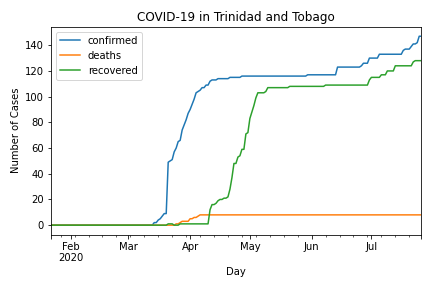 COVID-19 in Trinidad and Tobago
confirmed
deaths
recovered
Number of Cases
140
120
100
80
60
40
20
0
Feb Mar Apr May Jun Jul
2020
Day